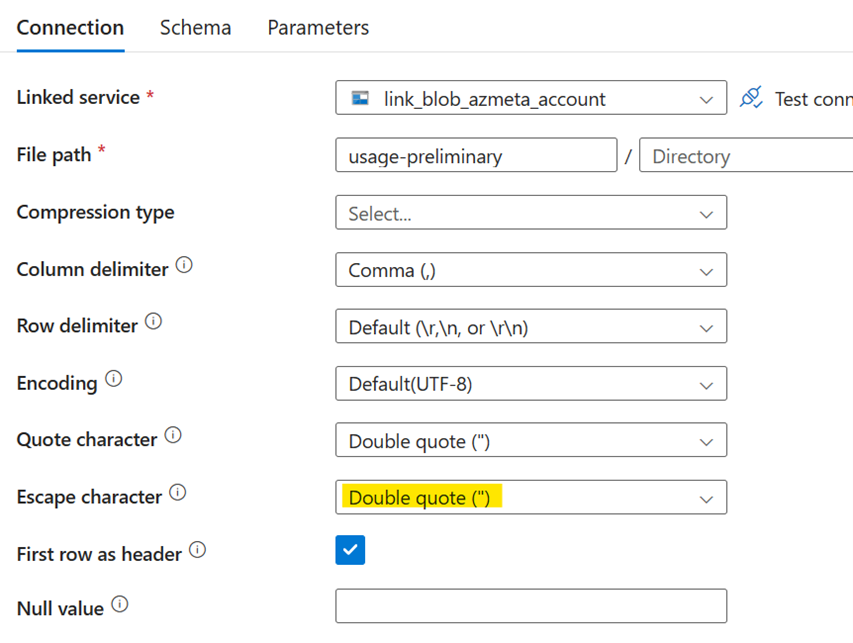 Connection Schema Parameters
Linked service * link_blob_azmeta_account Test conn
File path * usage-preliminary / Directory
Compression type Select...
Column delimiter Comma (,)
Row delimiter Default (\r,\n, or \r\n)
Encoding Default(UTF-8)
Quote character Double quote (")
Escape character Double quote (")
First row as header
Null value